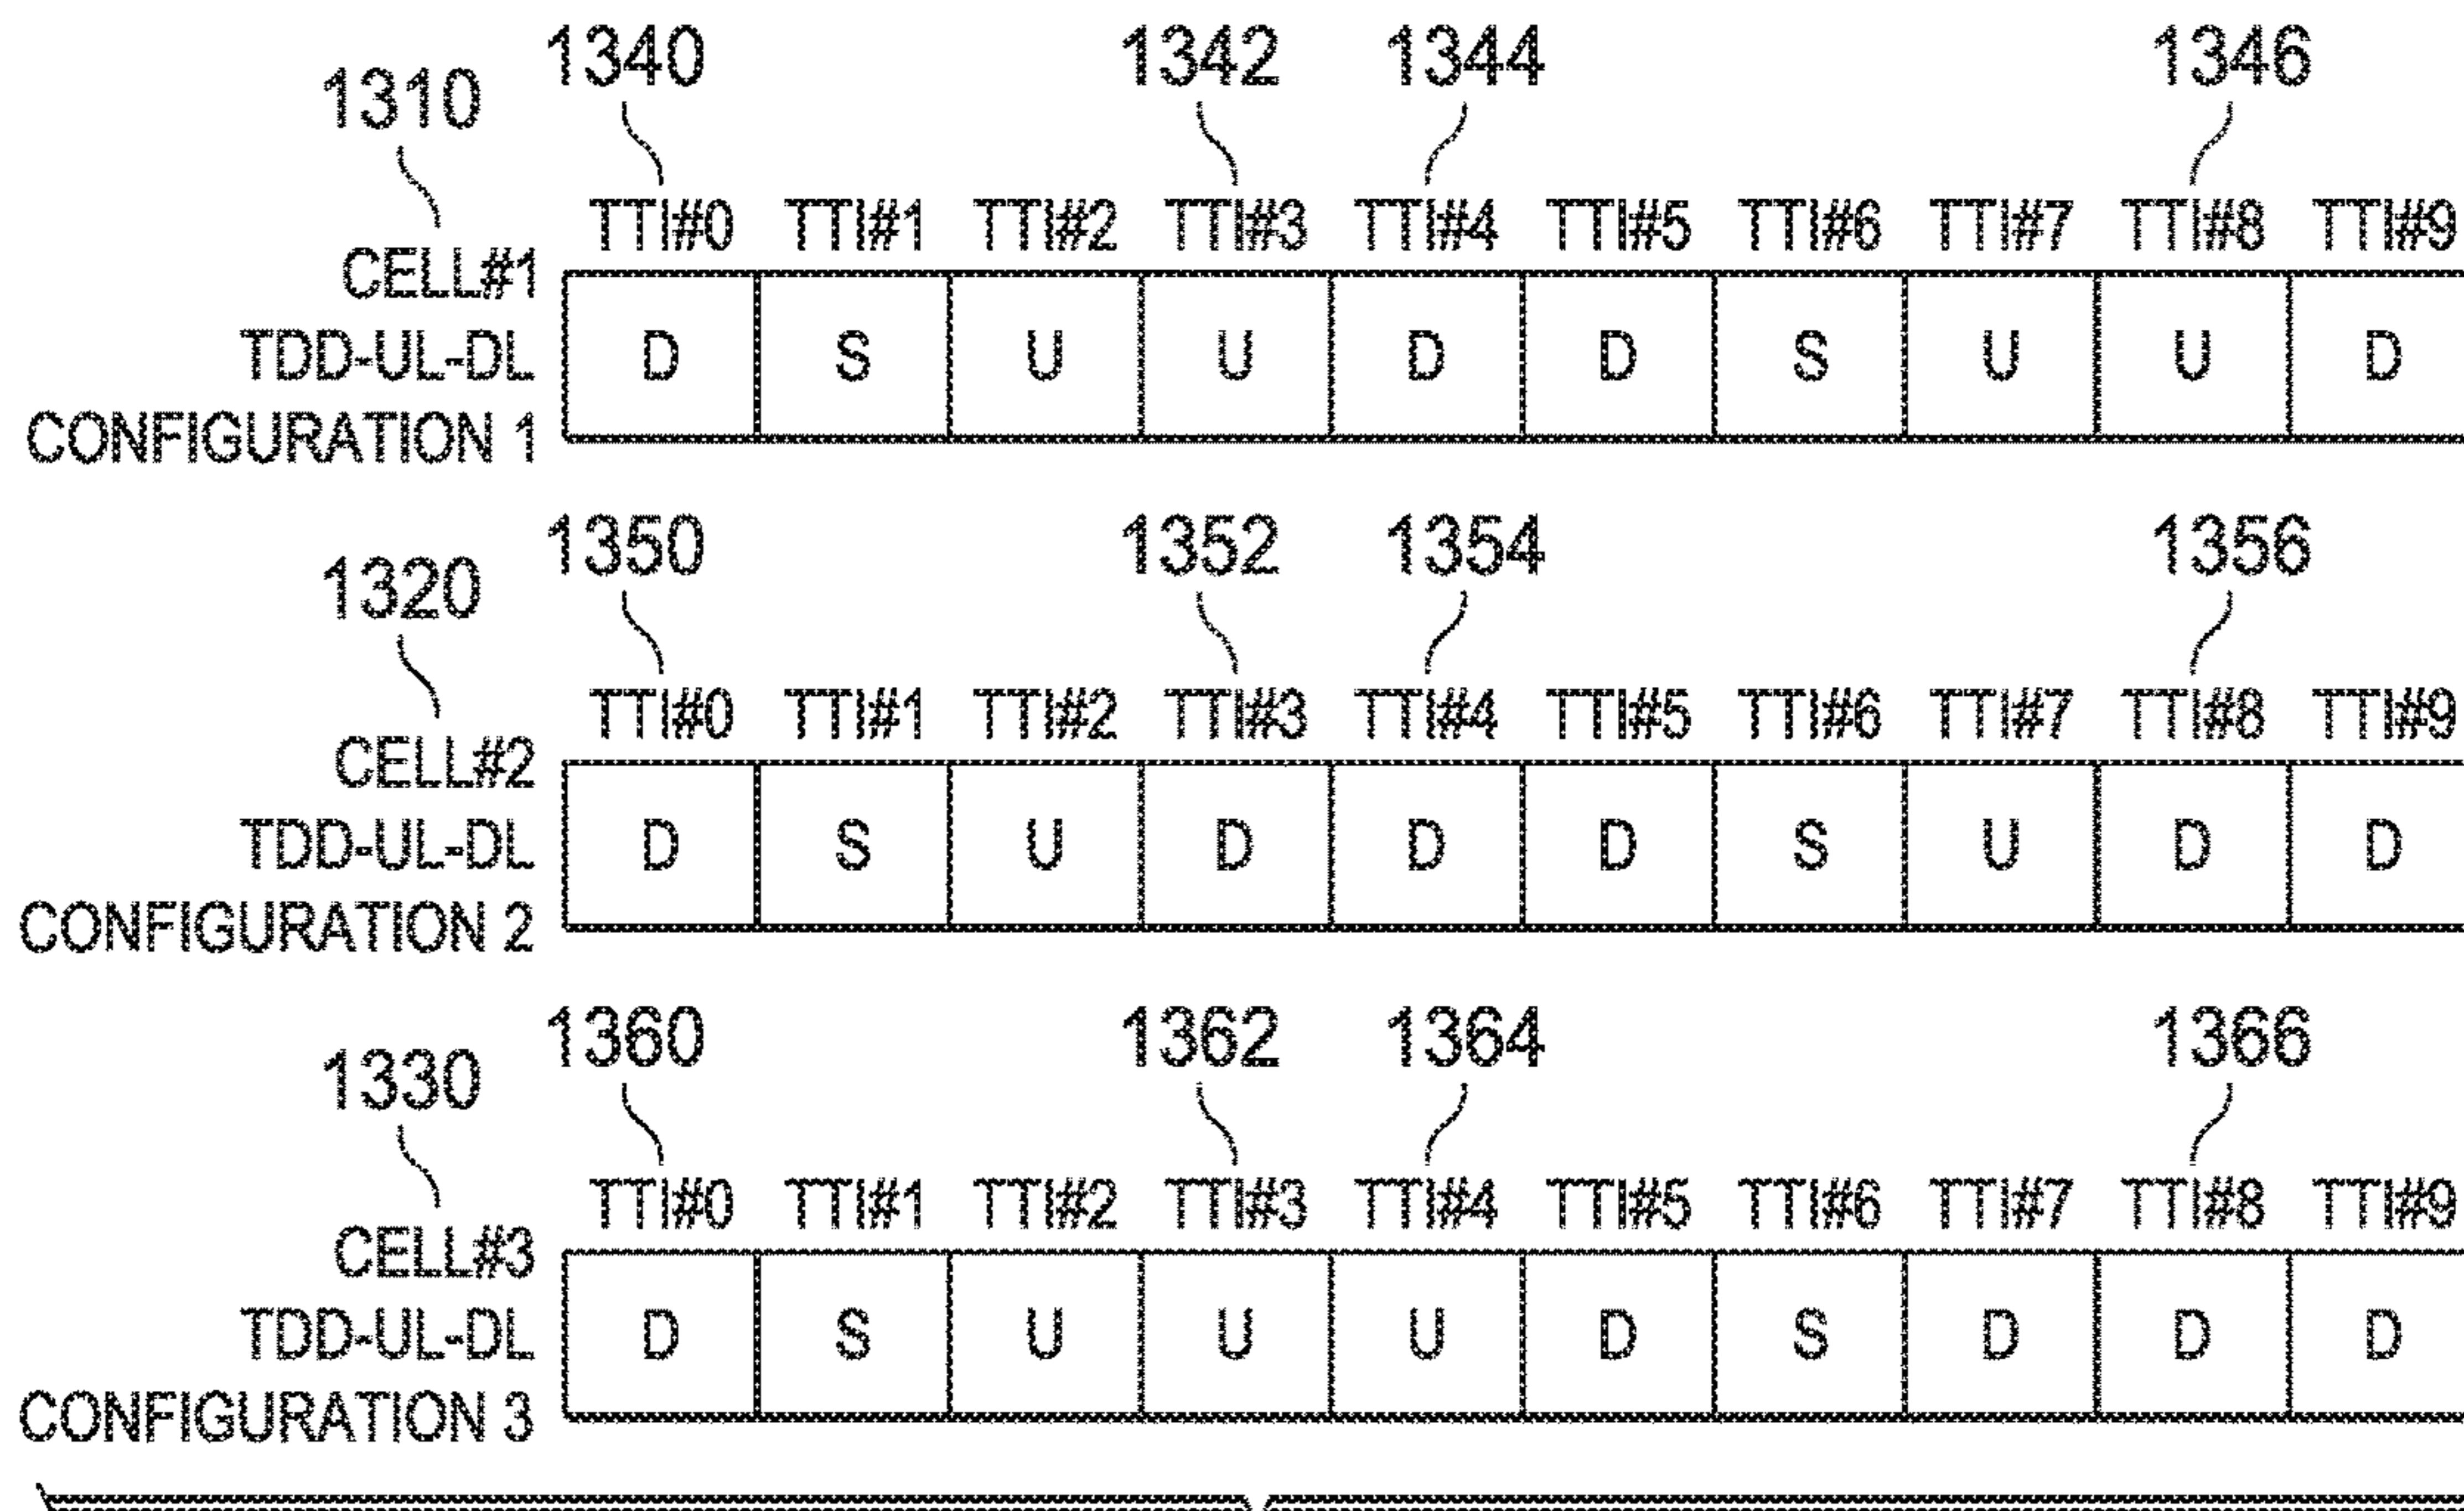 1340 1342 1344 1346
1310
TTI#0 TTI#1 TTI#2 TTI#3 TTI#4 TTI#5 TTI#6 TTI#7 TTI#8 TTI#9
CELL#1
TDD-UL-DL
CONFIGURATION 1
D S U U D D S U U D
1350 1352 1354 1356
1320
TTI#0 TTI#1 TTI#2 TTI#3 TTI#4 TTI#5 TTI#6 TTI#7 TTI#8 TTI#9
CELL#2
TDD-UL-DL
CONFIGURATION 2
D S U D D D S U D D
1360 1362 1364 1366
1330
TTI#0 TTI#1 TTI#2 TTI#3 TTI#4 TTI#5 TTI#6 TTI#7 TTI#8 TTI#9
CELL#3
TDD-UL-DL
CONFIGURATION 3
D S U U U D S D D D